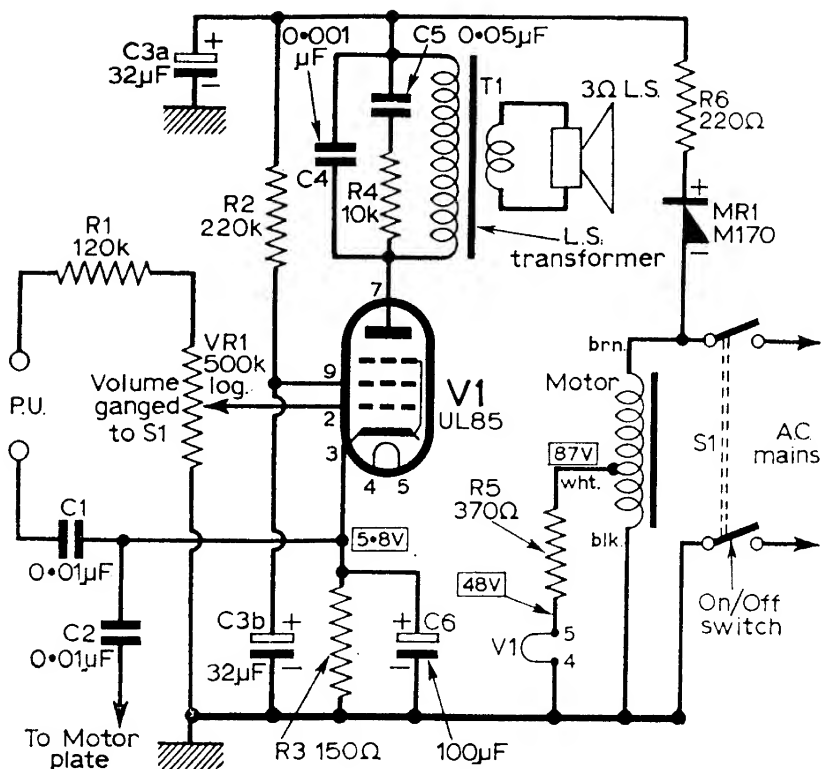 C3a
32µF
+
−
0·001
µF
C5
0·05µF
T1
3Ω L.S.
R6
220Ω
C4
R4
10k
R2
220k
L.S.
transformer
+
MR1
M170
−
R1
120k
7
VR1
500k
log.
Volume
ganged
to S1
P.U.
9
2
3
4
5
V1
UL85
brn.
Motor
87V
wht.
S1
A.C.
mains
R5
370Ω
blk.
C1
0·01µF
5·8V
48V
On/Off
switch
C2
0·01µF
C3b
+
32µF
−
+
C6
−
V1
5
4
To Motor
plate
R3 150Ω
100µF